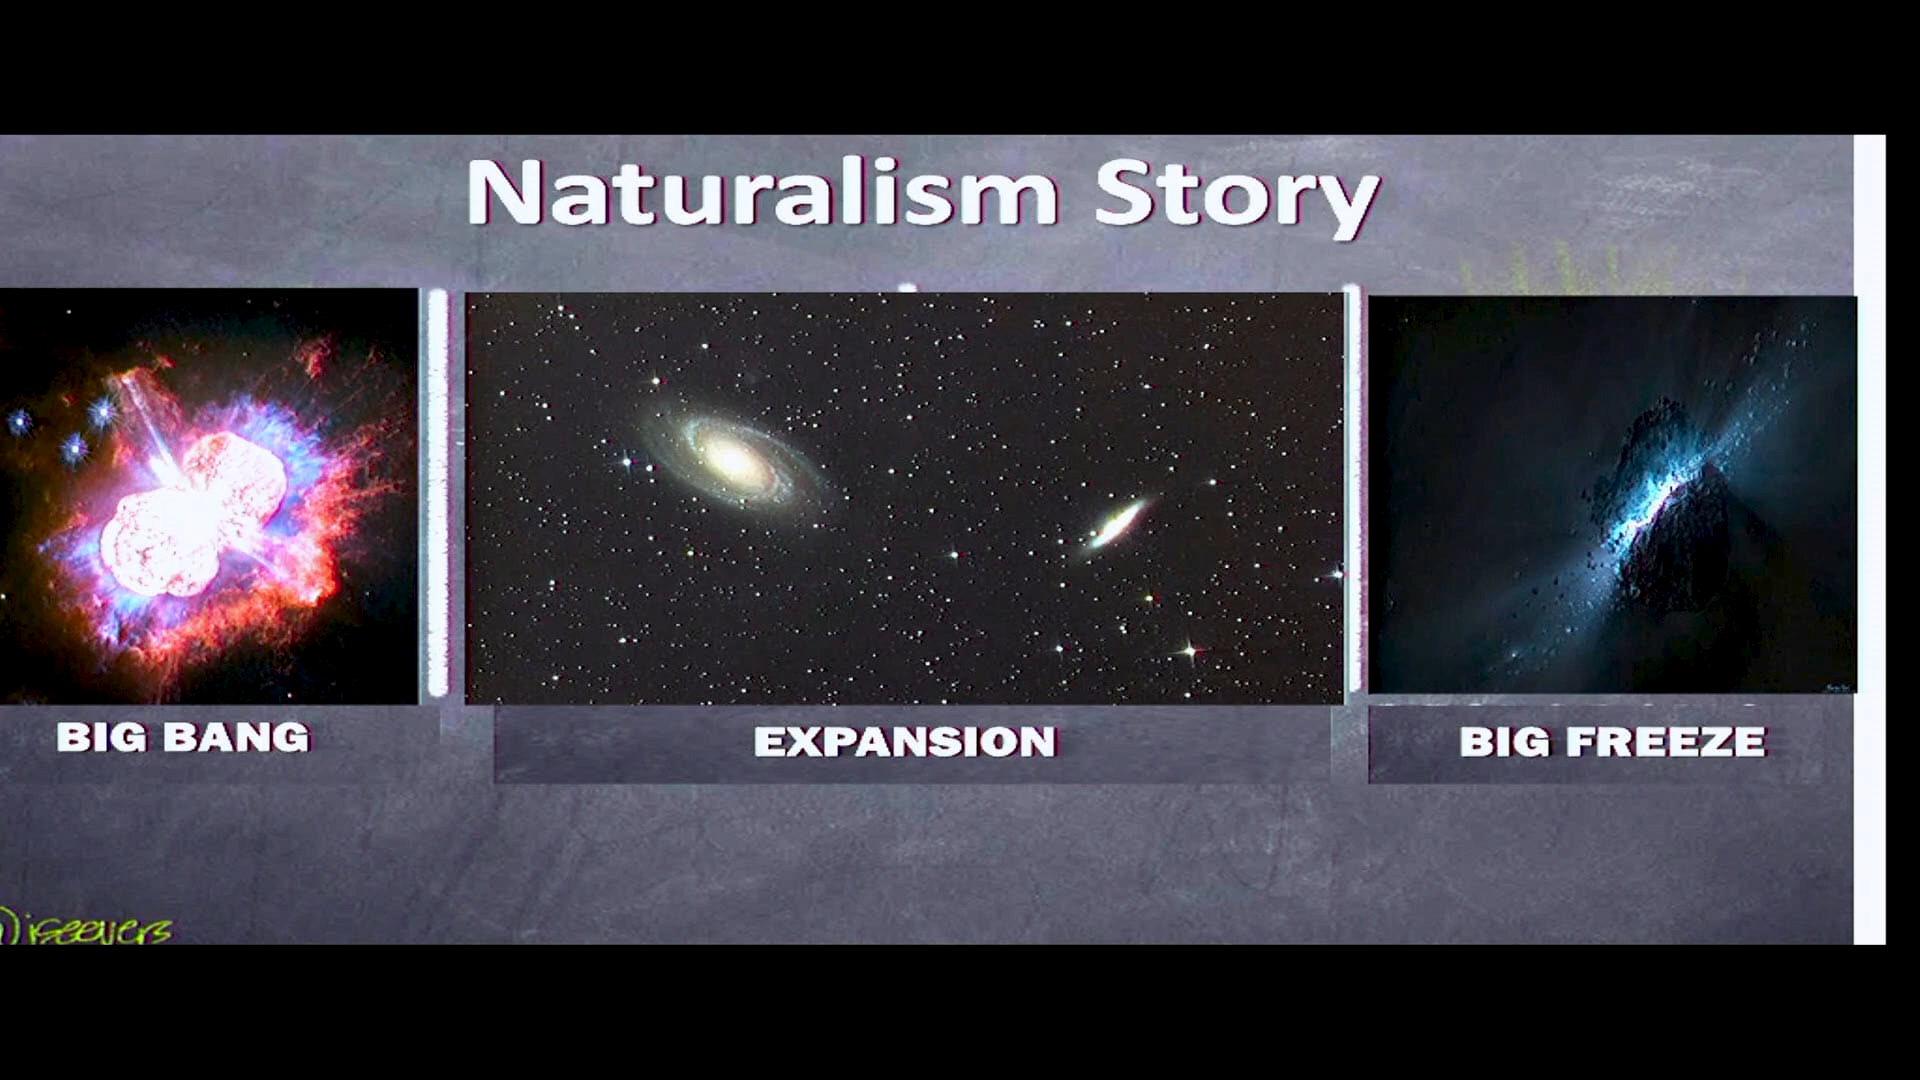 Naturalism Story
BIG BANG
EXPANSION
BIG FREEZE